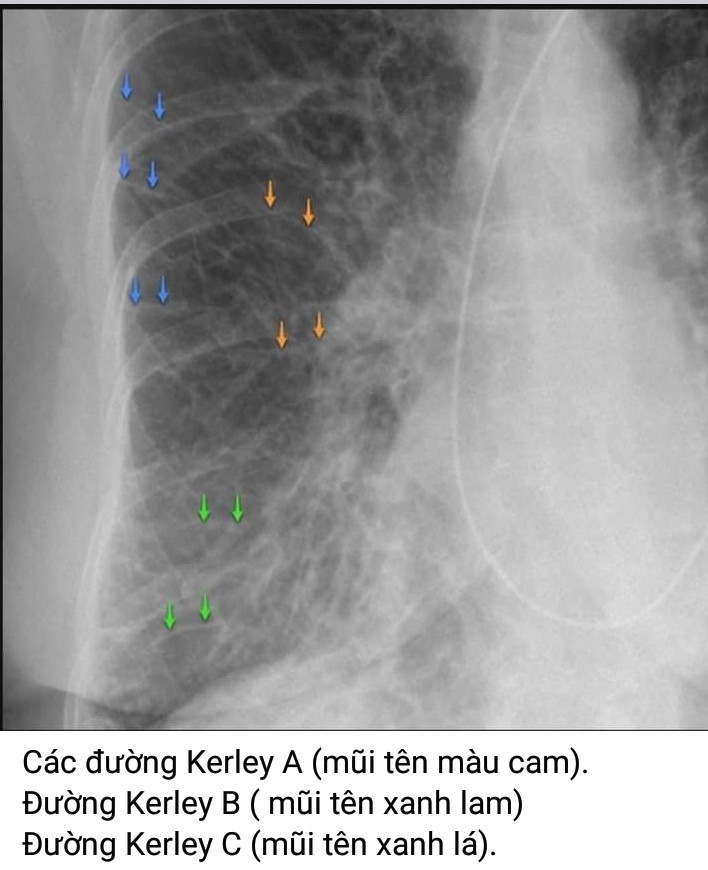 Các đường Kerley A (mũi tên màu cam).
Đường Kerley B ( mũi tên xanh lam)
Đường Kerley C (mũi tên xanh lá).